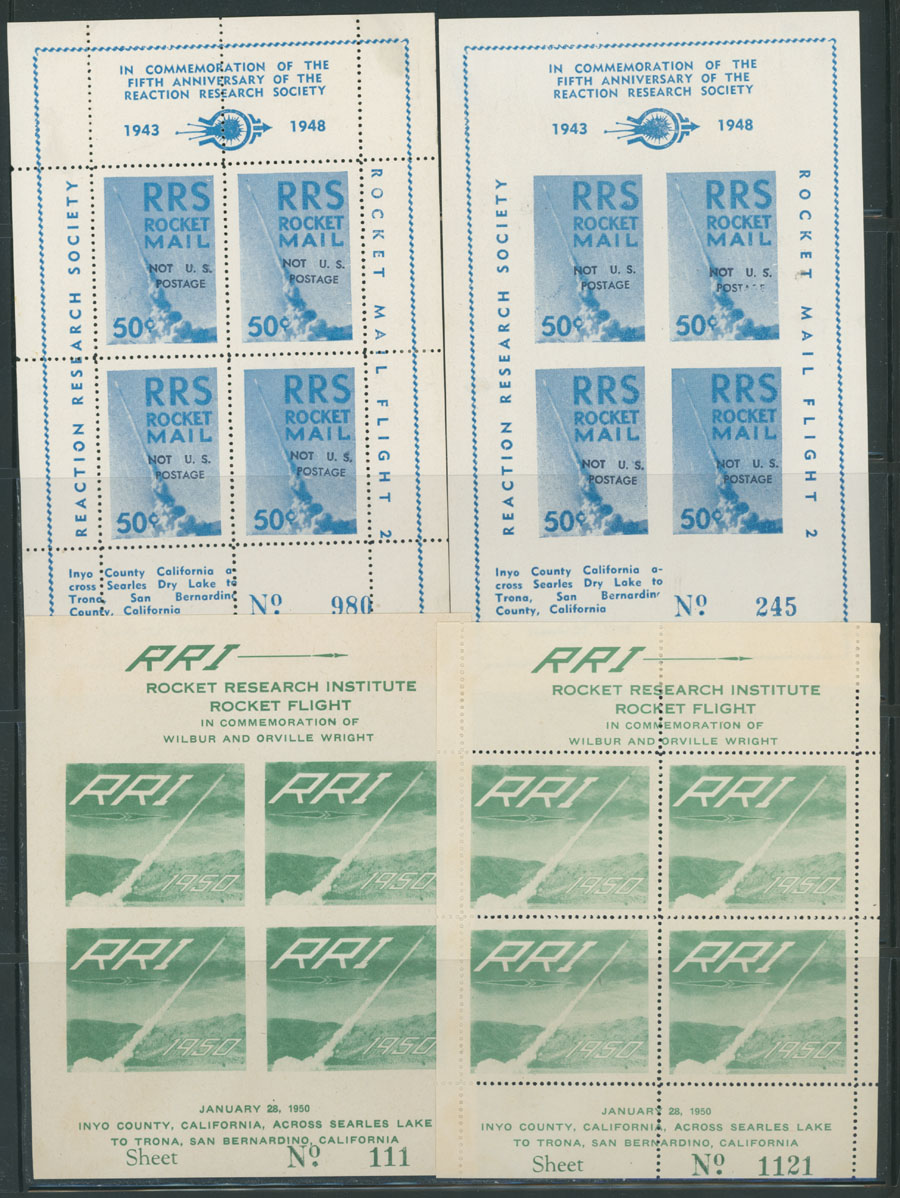 IN COMMEMORATION OF THE
FIFTH ANNIVERSARY OF THE
REACTION RESEARCH SOCIETY
1943 1948
REACTION RESEARCH SOCIETY
RRS
ROCKET
MAIL
NOT U. S.
POSTAGE
50¢
RRS
ROCKET
MAIL
NOT U. S.
POSTAGE
50¢
RRS
ROCKET
MAIL
NOT U. S.
POSTAGE
50¢
RRS
ROCKET
MAIL
NOT U. S.
POSTAGE
50¢
ROCKET MAIL FLIGHT 2
Inyo County California a-
cross Searles Dry Lake to
Trona, San Bernardino
County, California
Nº 980
IN COMMEMORATION OF THE
FIFTH ANNIVERSARY OF THE
REACTION RESEARCH SOCIETY
1943 1948
REACTION RESEARCH SOCIETY
RRS
ROCKET
MAIL
NOT U. S.
POSTAGE
50¢
RRS
ROCKET
MAIL
NOT U. S.
POSTAGE
50¢
RRS
ROCKET
MAIL
NOT U. S.
POSTAGE
50¢
RRS
ROCKET
MAIL
NOT U. S.
POSTAGE
50¢
ROCKET MAIL FLIGHT 2
Inyo County California a-
cross Searles Dry Lake to
Trona, San Bernardino
County, California
Nº 245
RRI
ROCKET RESEARCH INSTITUTE
ROCKET FLIGHT
IN COMMEMORATION OF
WILBUR AND ORVILLE WRIGHT
RRI
1950
RRI
1950
RRI
1950
RRI
1950
JANUARY 28, 1950
INYO COUNTY, CALIFORNIA, ACROSS SEARLES LAKE
TO TRONA, SAN BERNARDINO, CALIFORNIA
Sheet Nº 111
RRI
ROCKET RESEARCH INSTITUTE
ROCKET FLIGHT
IN COMMEMORATION OF
WILBUR AND ORVILLE WRIGHT
RRI
1950
RRI
1950
RRI
1950
RRI
1950
JANUARY 28, 1950
INYO COUNTY, CALIFORNIA, ACROSS SEARLES LAKE
TO TRONA, SAN BERNARDINO, CALIFORNIA
Sheet Nº 1121